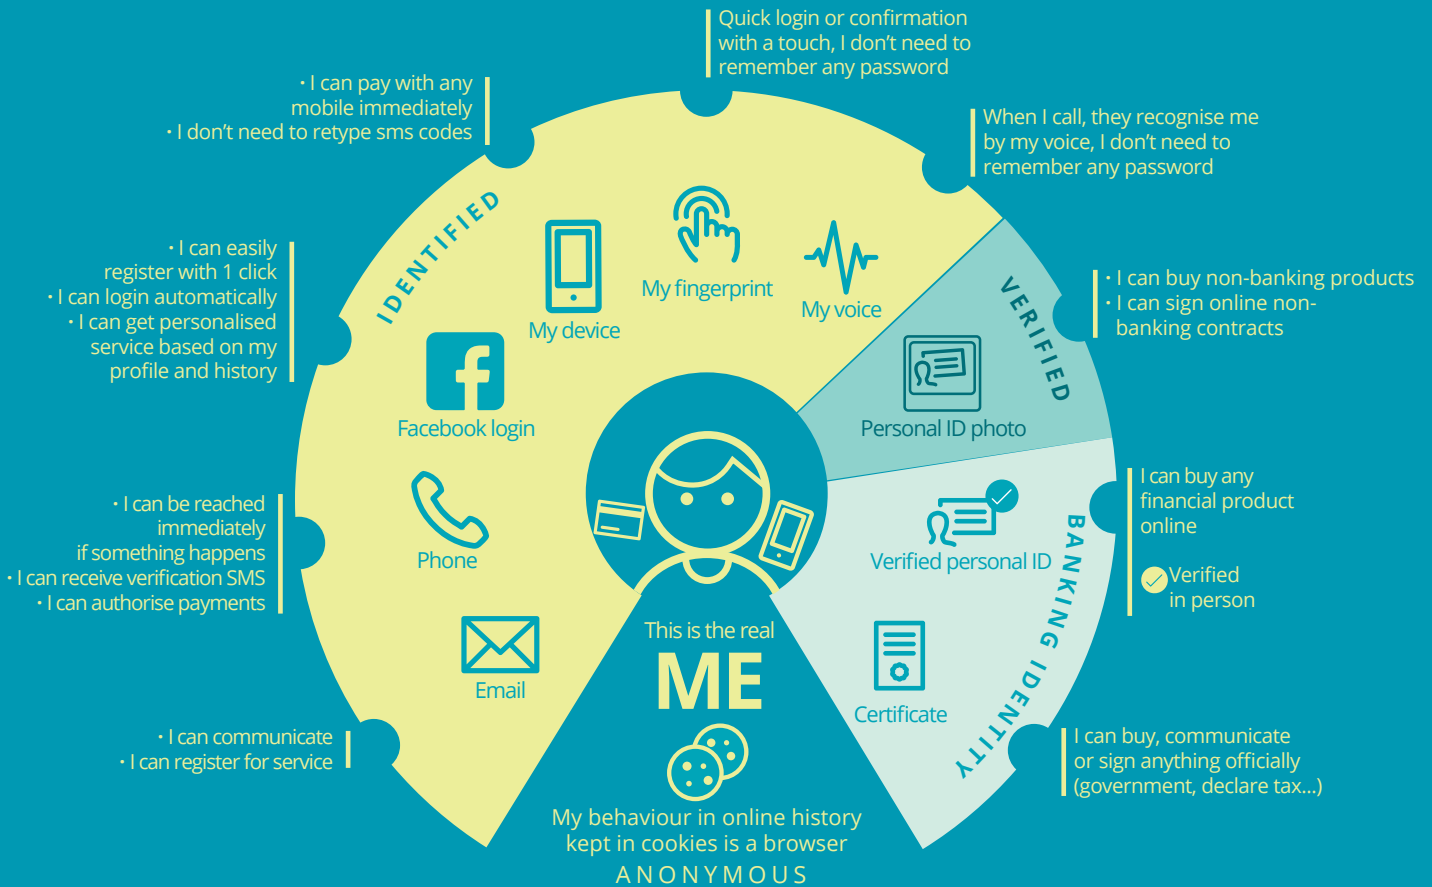 Quick login or confirmation
with a touch, I don't need to
remember any password
· I can pay with any
mobile immediately
· I don't need to retype sms codes
When I call, they recognise me
by my voice, I don't need to
remember any password
· I can easily
register with 1 click
· I can login automatically
· I can get personalised
service based on my
profile and history
· I can buy non-banking products
· I can sign online non-
banking contracts
IDENTIFIED
VERIFIED
BANKING IDENTITY
My fingerprint
My voice
My device
Facebook login
Personal ID photo
Phone
Verified personal ID
Email
Certificate
· I can be reached
immediately
if something happens
· I can receive verification SMS
· I can authorise payments
I can buy any
financial product
online
Verified
in person
This is the real
ME
· I can communicate
· I can register for service
I can buy, communicate
or sign anything officially
(government, declare tax...)
My behaviour in online history
kept in cookies is a browser
ANONYMOUS